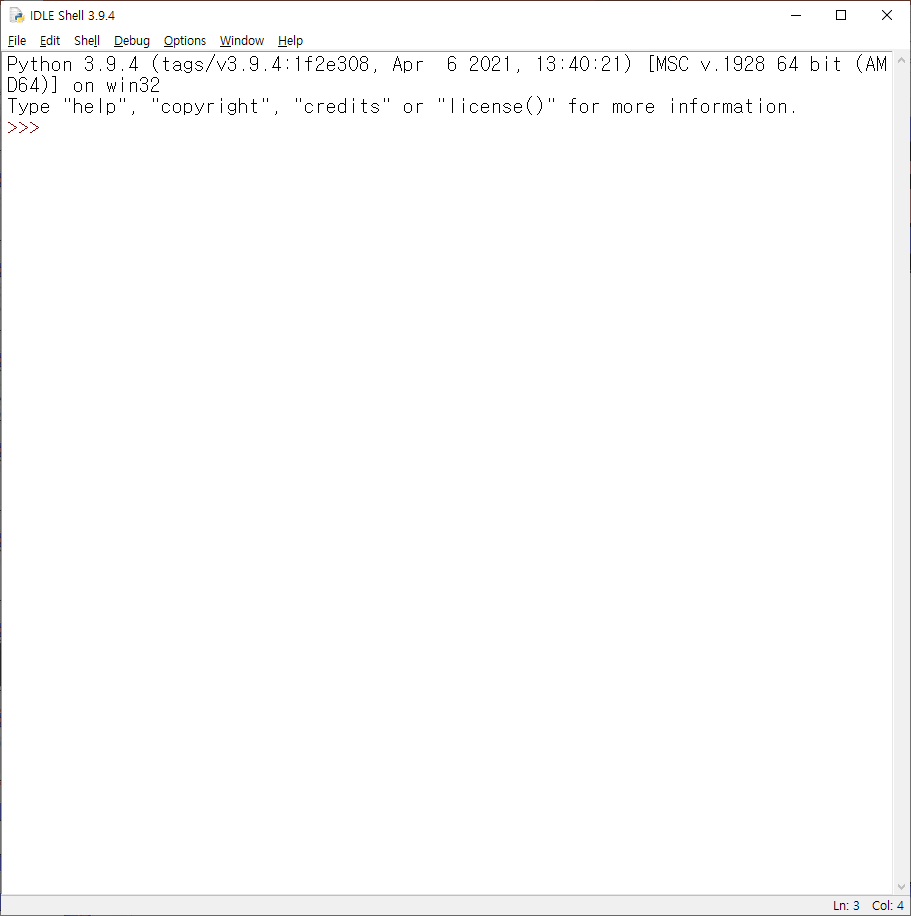 IDLE Shell 3.9.4
File Edit Shell Debug Options Window Help
Python 3.9.4 (tags/v3.9.4:1f2e308, Apr  6 2021, 13:40:21) [MSC v.1928 64 bit (AM
D64)] on win32
Type "help", "copyright", "credits" or "license()" for more information.
>>>
Ln: 3 Col: 4